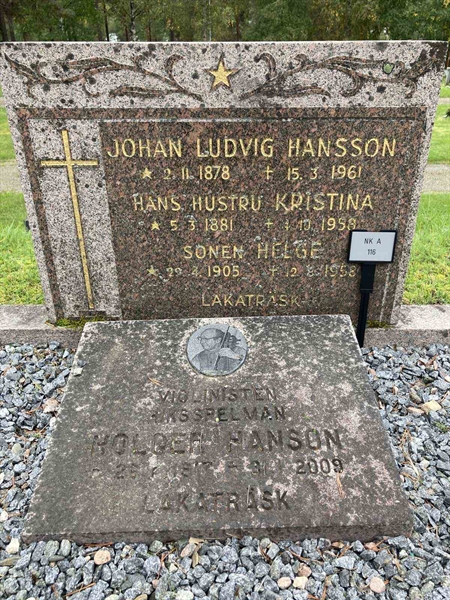 JOHAN LUDVIG HANSSON
★ 2.11.1878 + 15.3.1961
HANS HUSTRU KRISTINA
★ 5.3.1881 + .10.1958
SONEN HELGE
★ 29.4.1905 + 12.8.1958
LAKATRÄSK
NK A
116
VIOLINISTEN
RIKSSPELMAN
HOLGER HANSON
2009
LAKATRÄSK